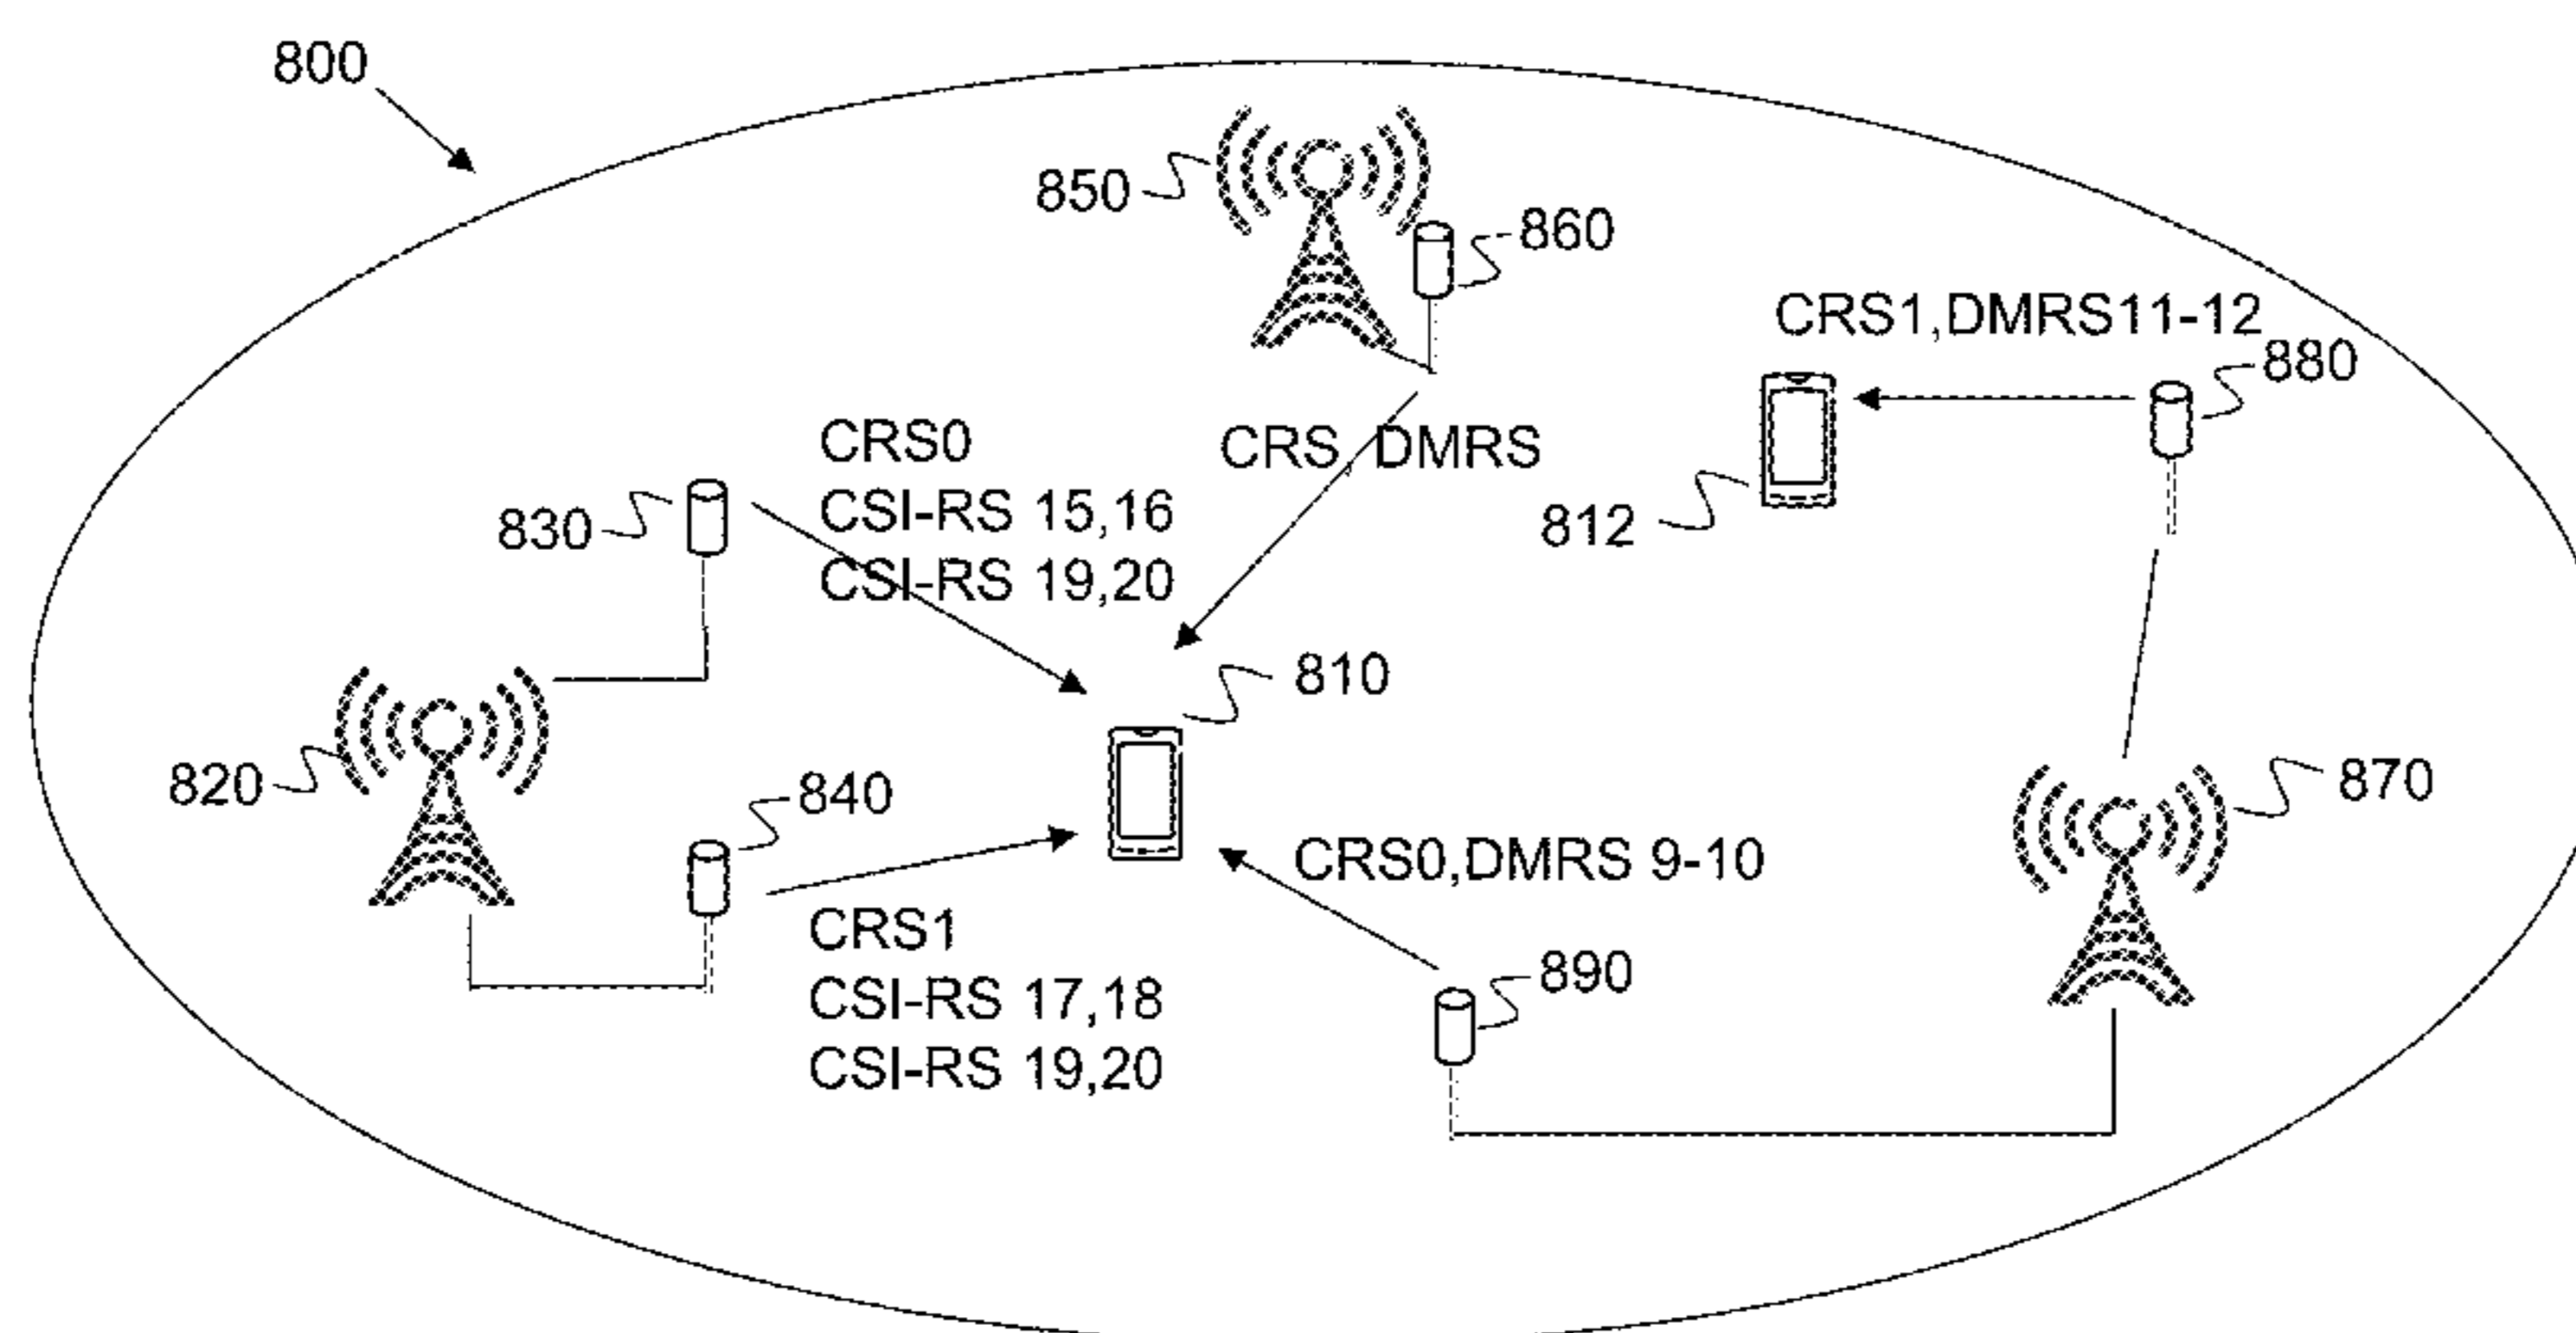 800
850
860
CRS1,DMRS11-12
880
CRS0
CSI-RS 15,16
CSI-RS 19,20
CRS, DMRS
830
812
810
820
840
870
CRS0,DMRS 9-10
CRS1
CSI-RS 17,18
CSI-RS 19,20
890